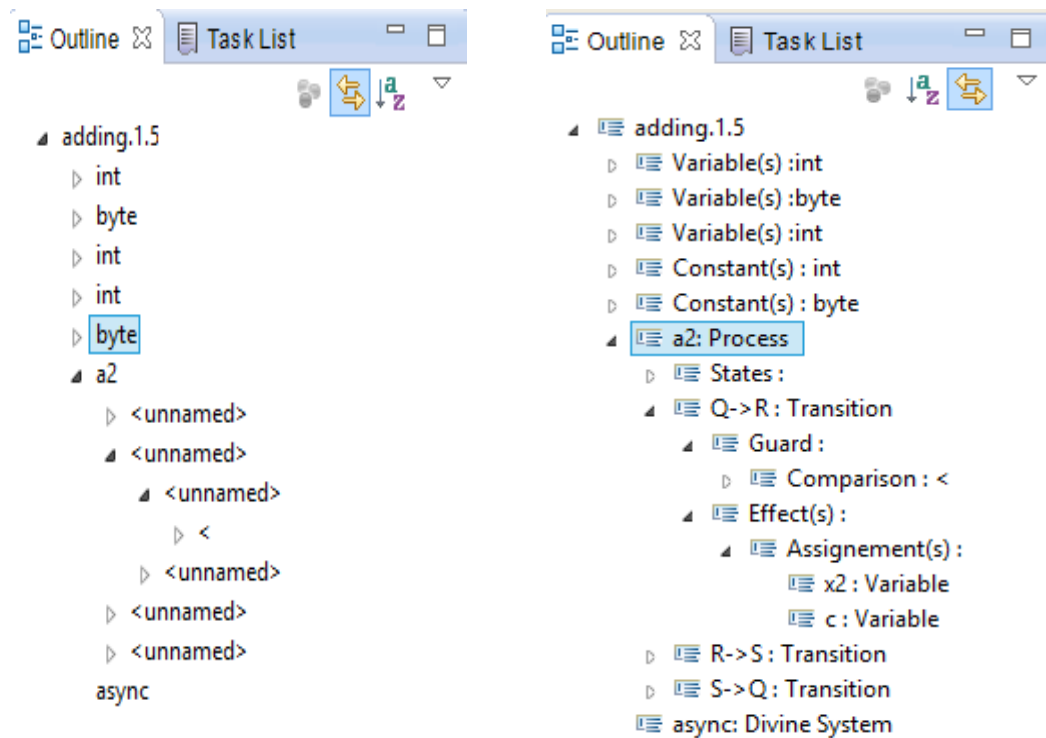 Outline Task List
adding.1.5
int
byte
int
int
byte
a2
<unnamed>
<unnamed>
<unnamed>
<
<unnamed>
<unnamed>
<unnamed>
async
Outline Task List
adding.1.5
Variable(s) :int
Variable(s) :byte
Variable(s) :int
Constant(s) : int
Constant(s) : byte
a2: Process
States :
Q->R : Transition
Guard :
Comparison : <
Effect(s) :
Assignement(s) :
x2 : Variable
c : Variable
R->S : Transition
S->Q : Transition
async: Divine System